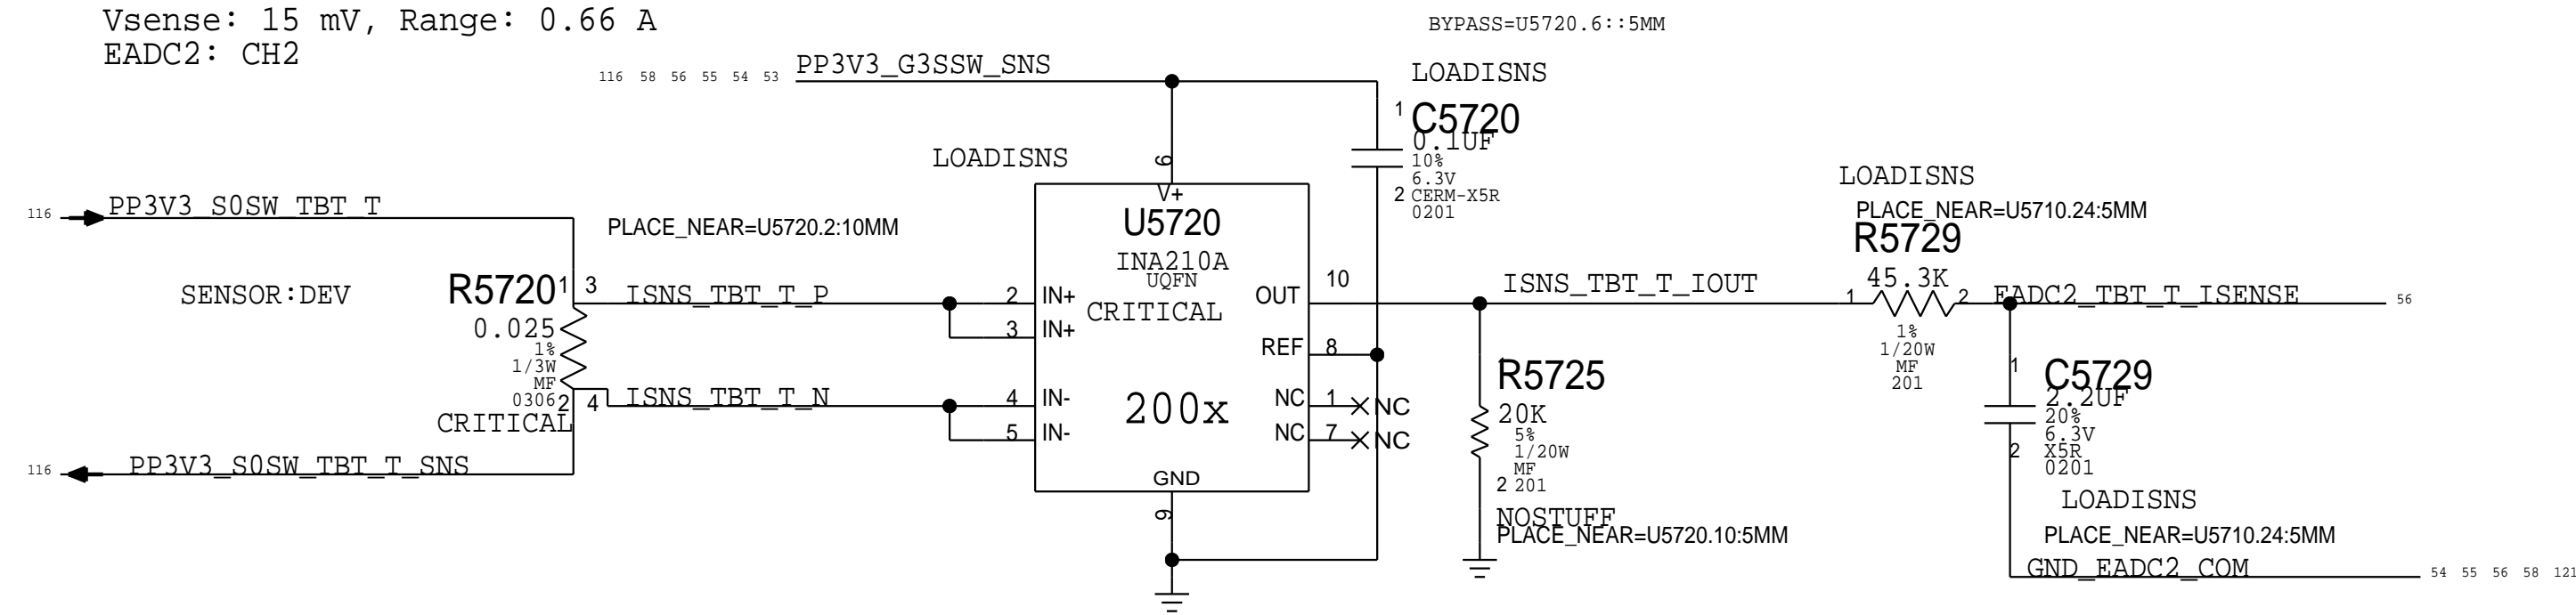 Vsense: 15 mV, Range: 0.66 A
EADC2: CH2
BYPASS=U5720.6::5MM
116 58 56 55 54 53 PP3V3_G3SSW_SNS
LOADISNS
1
C5720
0.1UF
10%
6.3V
2 CERM-X5R
0201
LOADISNS
6
V+
U5720
INA210A
UQFN
CRITICAL
200x
2 IN+
3 IN+
4 IN-
5 IN-
OUT 10
REF 8
NC 1 NC
NC 7 NC
GND
9
116 PP3V3_S0SW_TBT_T
PLACE_NEAR=U5720.2:10MM
SENSOR:DEV
R5720 1 3
0.025
1%
1/3W
MF
0306 2 4
CRITICAL
ISNS_TBT_T_P
ISNS_TBT_T_N
116 PP3V3_S0SW_TBT_T_SNS
ISNS_TBT_T_IOUT
1
R5725
20K
5%
1/20W
MF
2 201
NOSTUFF
PLACE_NEAR=U5720.10:5MM
LOADISNS
PLACE_NEAR=U5710.24:5MM
R5729
45.3K
1 2
1%
1/20W
MF
201
EADC2_TBT_T_ISENSE 56
1
C5729
2.2UF
20%
6.3V
2 X5R
0201
LOADISNS
PLACE_NEAR=U5710.24:5MM
GND_EADC2_COM 54 55 56 58 121